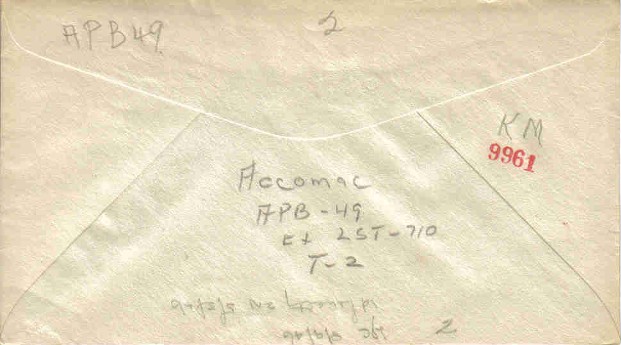 APB49
2
KM
9961
Accomac
APB-49
Ex LST-710
T-2
2